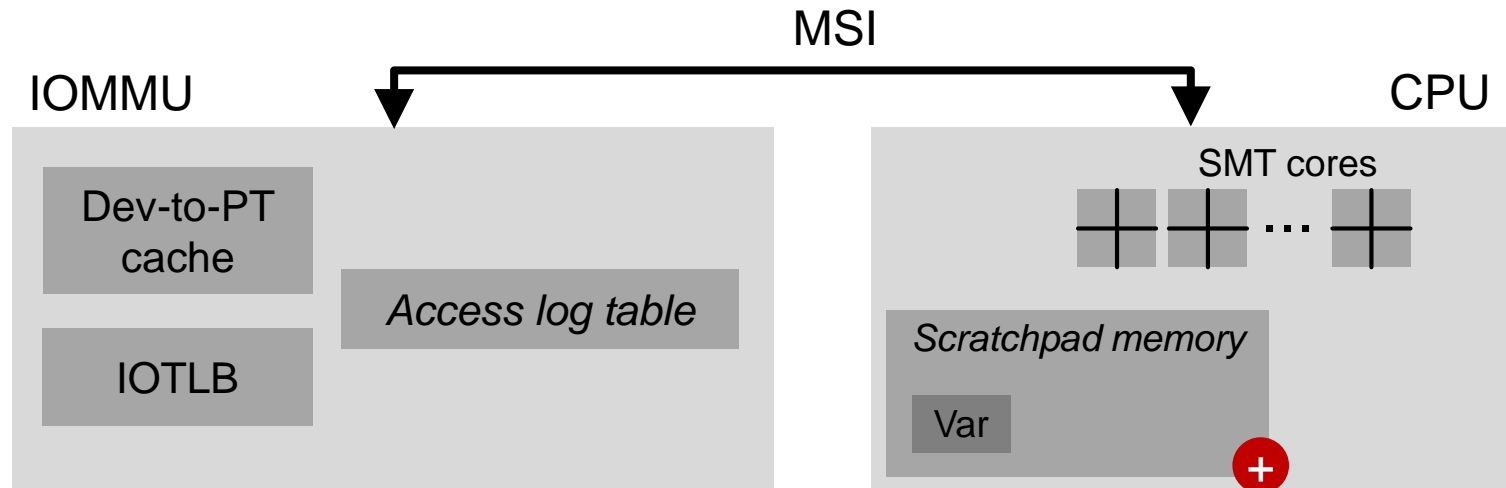 MSI
IOMMU
CPU
Dev-to-PT
cache
Access log table
IOTLB
SMT cores
...
Scratchpad memory
Var
+